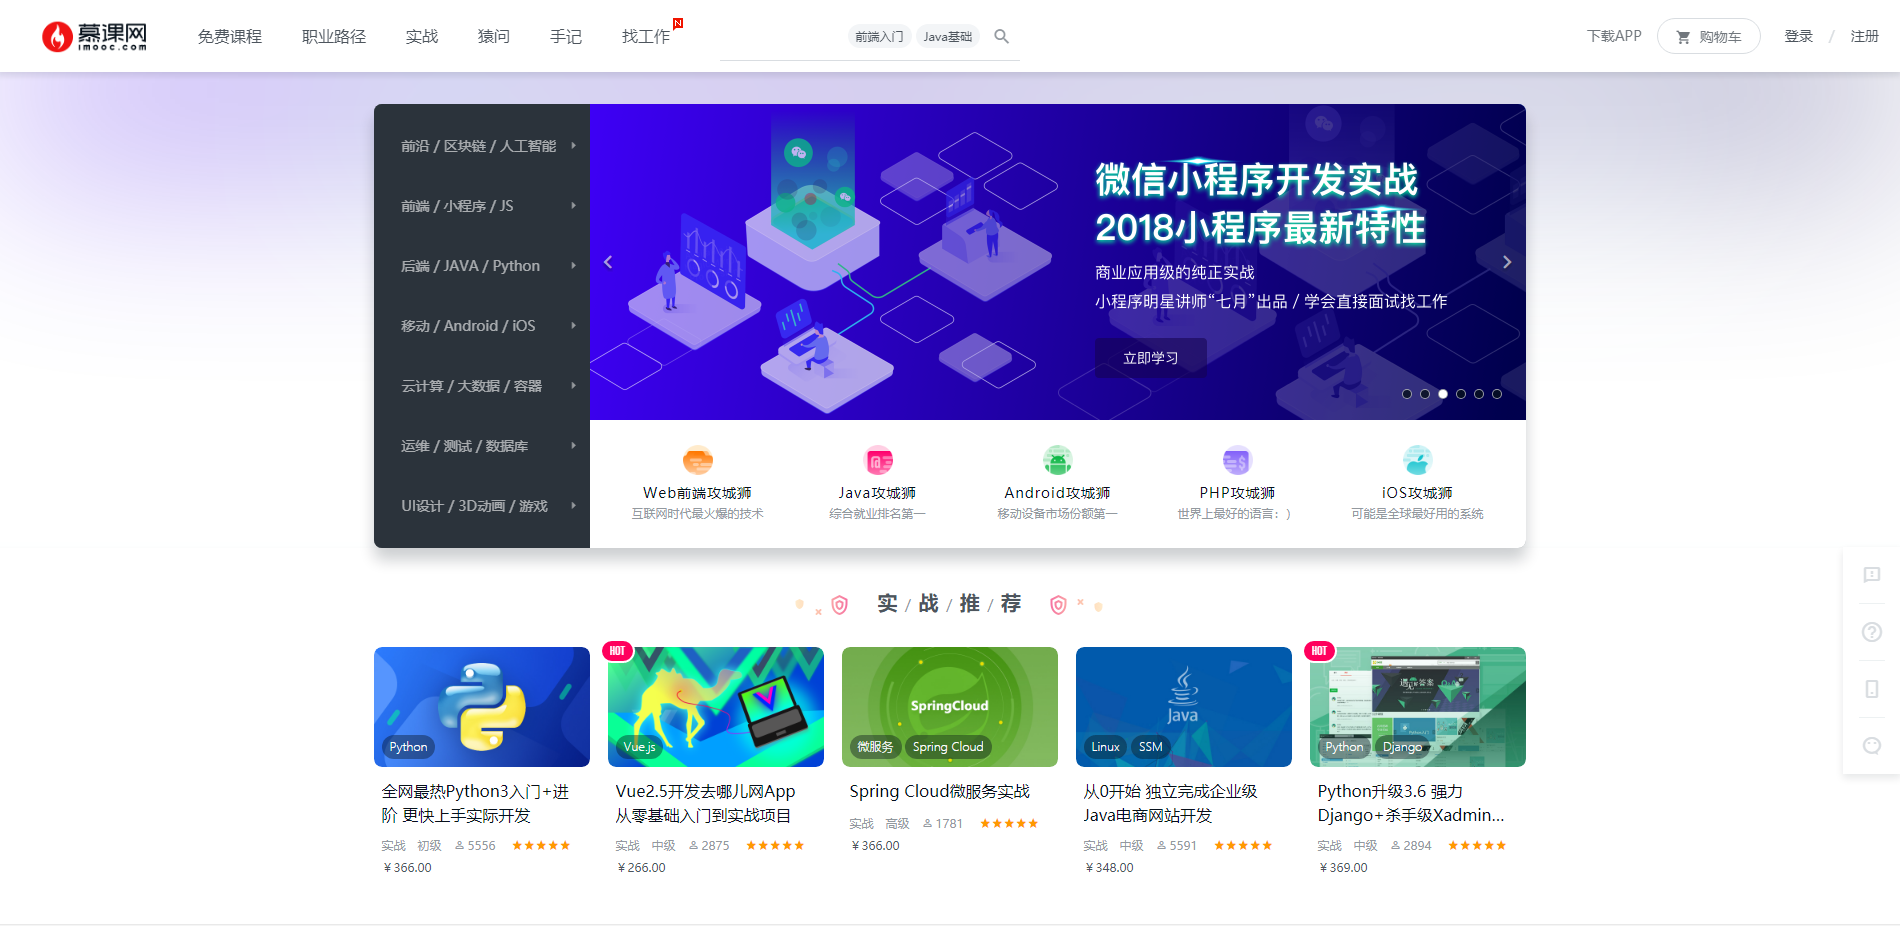 慕课网
imooc.com
免费课程 职业路径 实战 猿问 手记 找工作 N
前端入门 Java基础
下载APP 购物车 登录 / 注册
前沿 / 区块链 / 人工智能
前端 / 小程序 / JS
后端 / JAVA / Python
移动 / Android / iOS
云计算 / 大数据 / 容器
运维 / 测试 / 数据库
UI设计 / 3D动画 / 游戏
微信小程序开发实战
2018小程序最新特性
商业应用级的纯正实战
小程序明星讲师“七月”出品 / 学会直接面试找工作
立即学习
Web前端攻城狮
互联网时代最火爆的技术
Java攻城狮
综合就业排名第一
Android攻城狮
移动设备市场份额第一
PHP攻城狮
世界上最好的语言：)
iOS攻城狮
可能是全球最好用的系统
实 / 战 / 推 / 荐
Python
全网最热Python3入门+进
阶 更快上手实际开发
实战 初级 5556
￥366.00
HOT
Vue.js
Vue2.5开发去哪儿网App
从零基础入门到实战项目
实战 中级 2875
￥266.00
SpringCloud
微服务 Spring Cloud
Spring Cloud微服务实战
实战 高级 1781
￥366.00
Java
Linux SSM
从0开始 独立完成企业级
Java电商网站开发
实战 中级 5591
￥348.00
HOT
Python Django
Python升级3.6 强力
Django+杀手级Xadmin...
实战 中级 2894
￥369.00